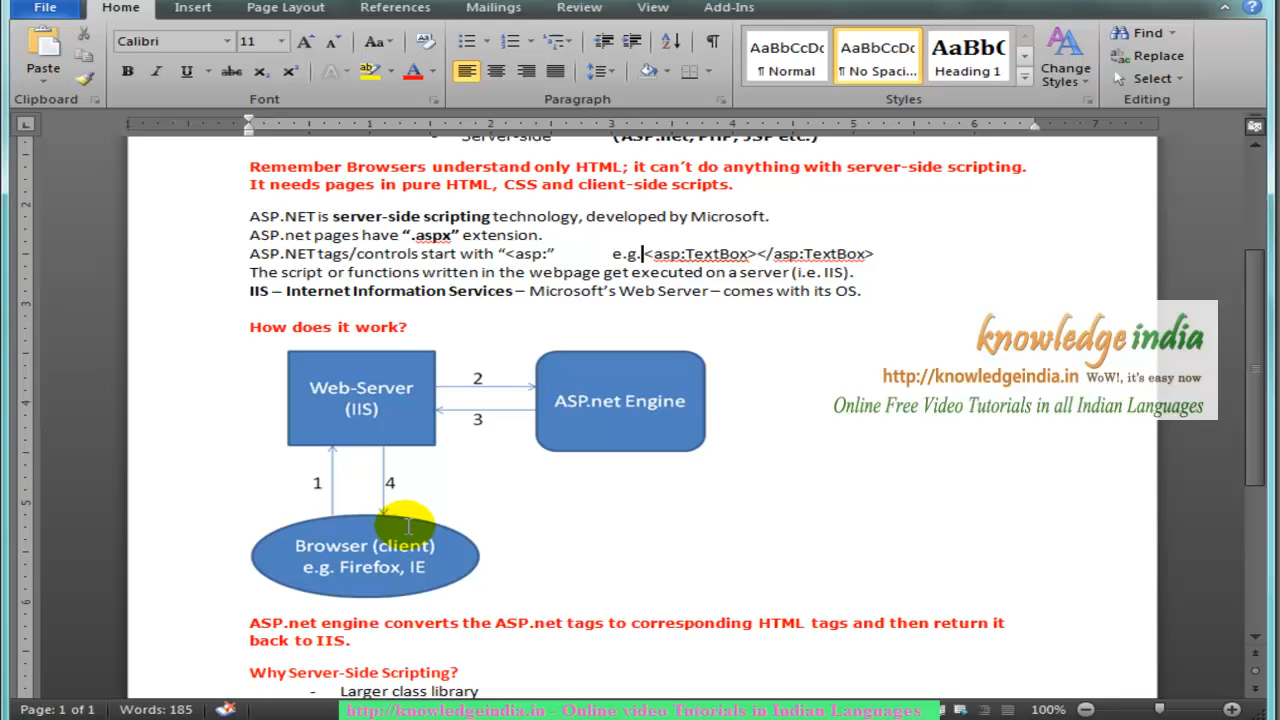 File Home Insert Page Layout References Mailings Review View Add-Ins
Calibri 11 Aa
AaBbCcDc AaBbCcDc AaBbC
¶ Normal ¶ No Spaci... Heading 1
Change Styles
Find
Replace
Select
Paste
Clipboard Font Paragraph Styles Editing
- Server-side (ASP.net, PHP, JSP etc.)
Remember Browsers understand only HTML; it can't do anything with server-side scripting.
It needs pages in pure HTML, CSS and client-side scripts.
ASP.NET is server-side scripting technology, developed by Microsoft.
ASP.net pages have “.aspx” extension.
ASP.NET tags/controls start with “<asp:” e.g.<asp:TextBox></asp:TextBox>
The script or functions written in the webpage get executed on a server (i.e. IIS).
IIS – Internet Information Services – Microsoft’s Web Server – comes with its OS.
How does it work?
Web-Server
(IIS)
2
3
ASP.net Engine
1
4
Browser (client)
e.g. Firefox, IE
knowledge india
http://knowledgeindia.in WoW!, it's easy now
Online Free Video Tutorials in all Indian Languages
ASP.net engine converts the ASP.net tags to corresponding HTML tags and then return it
back to IIS.
Why Server-Side Scripting?
- Larger class library
Page: 1 of 1 Words: 185 http://knowledgeindia.in - Online video Tutorials in Indian Languages 100%